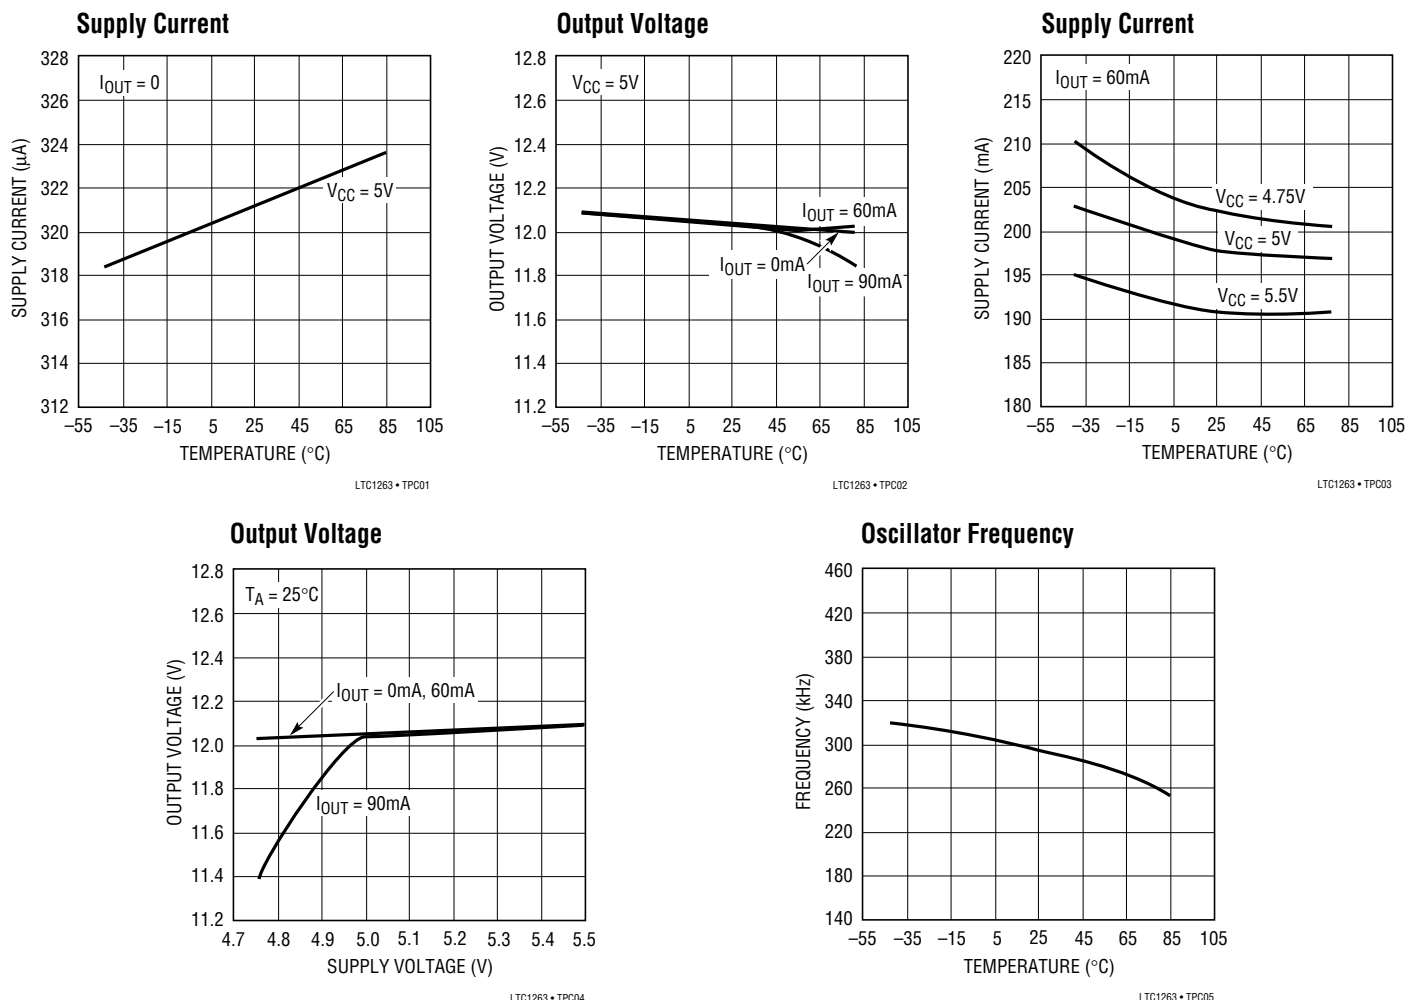 Supply Current
328
326
324
322
320
318
316
314
312
SUPPLY CURRENT (µA)
IOUT = 0
VCC = 5V
–55 –35 –15 5 25 45 65 85 105
TEMPERATURE (°C)
LTC1263 • TPC01
Output Voltage
12.8
12.6
12.4
12.2
12.0
11.8
11.6
11.4
11.2
OUTPUT VOLTAGE (V)
VCC = 5V
IOUT = 60mA
IOUT = 0mA
IOUT = 90mA
–55 –35 –15 5 25 45 65 85 105
TEMPERATURE (°C)
LTC1263 • TPC02
Supply Current
220
215
210
205
200
195
190
185
180
SUPPLY CURRENT (mA)
IOUT = 60mA
VCC = 4.75V
VCC = 5V
VCC = 5.5V
–55 –35 –15 5 25 45 65 85 105
TEMPERATURE (°C)
LTC1263 • TPC03
Output Voltage
12.8
12.6
12.4
12.2
12.0
11.8
11.6
11.4
11.2
OUTPUT VOLTAGE (V)
TA = 25°C
IOUT = 0mA, 60mA
IOUT = 90mA
4.7 4.8 4.9 5.0 5.1 5.2 5.3 5.4 5.5
SUPPLY VOLTAGE (V)
LTC1263 • TPC04
Oscillator Frequency
460
420
380
340
300
260
220
180
140
FREQUENCY (kHz)
–55 –35 –15 5 25 45 65 85 105
TEMPERATURE (°C)
LTC1263 • TPC05